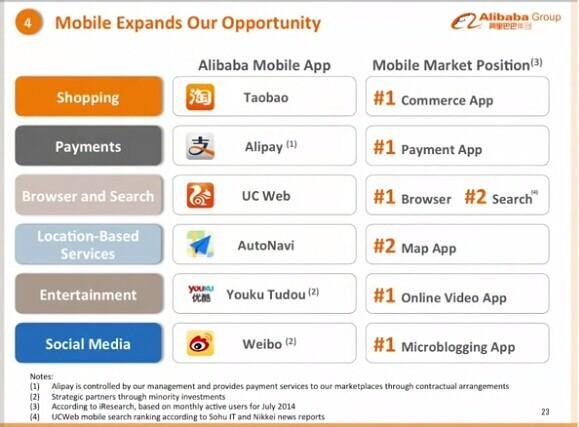 4 Mobile Expands Our Opportunity
Alibaba Group
阿里巴巴集团
Alibaba Mobile App
Mobile Market Position(3)
Shopping
淘
Taobao
#1 Commerce App
Payments
支
Alipay (1)
#1 Payment App
Browser and Search
UC Web
#1 Browser #2 Search(4)
Location-Based
Services
AutoNavi
#2 Map App
Entertainment
YOUKU
优酷
Youku Tudou (2)
#1 Online Video App
Social Media
Weibo (2)
#1 Microblogging App
Notes:
(1) Alipay is controlled by our management and provides payment services to our marketplaces through contractual arrangements
(2) Strategic partners through minority investments
(3) According to iResearch, based on monthly active users for July 2014
(4) UCWeb mobile search ranking according to Sohu IT and Nikkei news reports
23